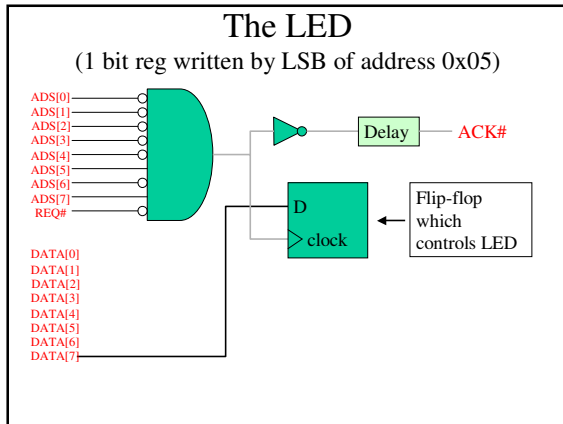 The LED
(1 bit reg written by LSB of address 0x05)
ADS[0]
ADS[1]
ADS[2]
ADS[3]
ADS[4]
ADS[5]
ADS[6]
ADS[7]
REQ#
Delay
ACK#
D
clock
Flip-flop
which
controls LED
DATA[0]
DATA[1]
DATA[2]
DATA[3]
DATA[4]
DATA[5]
DATA[6]
DATA[7]